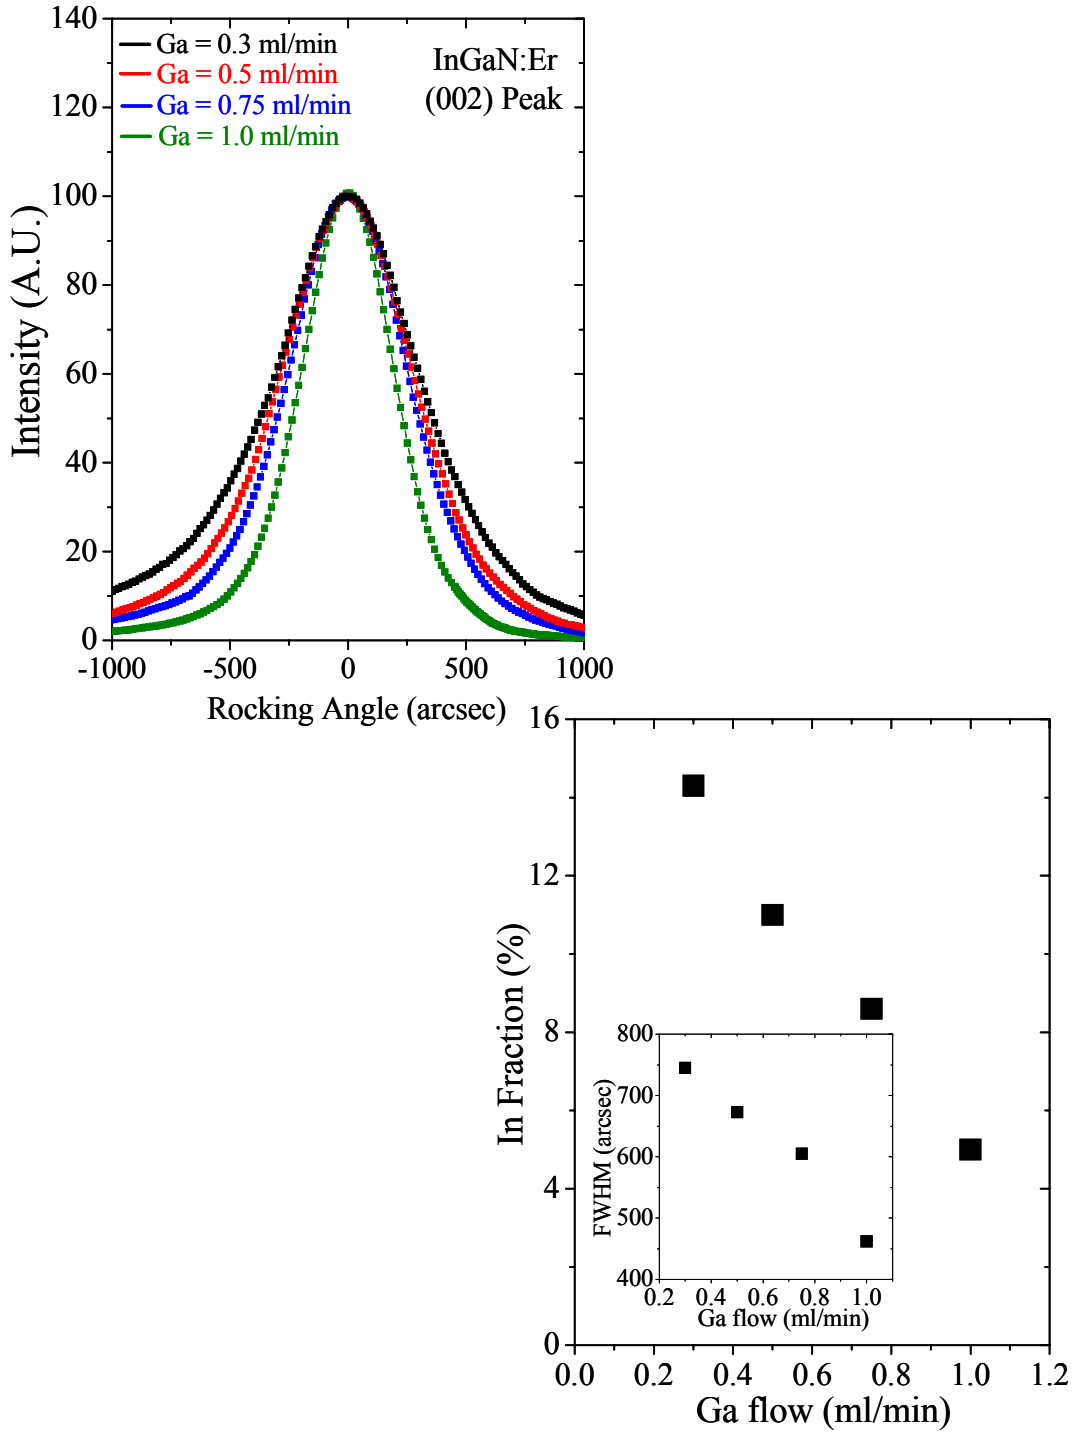 140
120
100
80
60
40
20
0
Intensity (A.U.)
Ga = 0.3 ml/min
Ga = 0.5 ml/min
Ga = 0.75 ml/min
Ga = 1.0 ml/min
InGaN:Er
(002) Peak
-1000 -500 0 500 1000
Rocking Angle (arcsec)
16
12
8
4
0
In Fraction (%)
800
700
600
500
400
FWHM (arcsec)
0.2 0.4 0.6 0.8 1.0
Ga flow (ml/min)
0.0 0.2 0.4 0.6 0.8 1.0 1.2
Ga flow (ml/min)